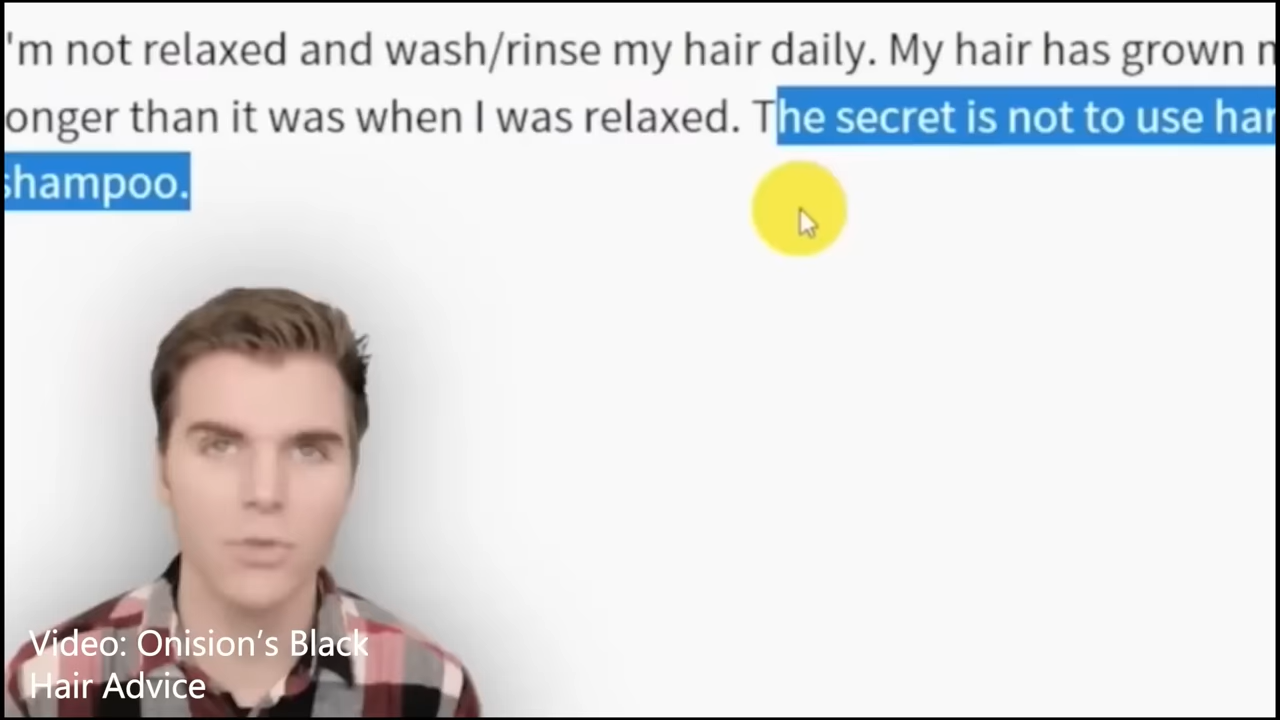 'm not relaxed and wash/rinse my hair daily. My hair has grown
onger than it was when I was relaxed. The secret is not to use
shampoo.
Video: Onision’s Black
Hair Advice